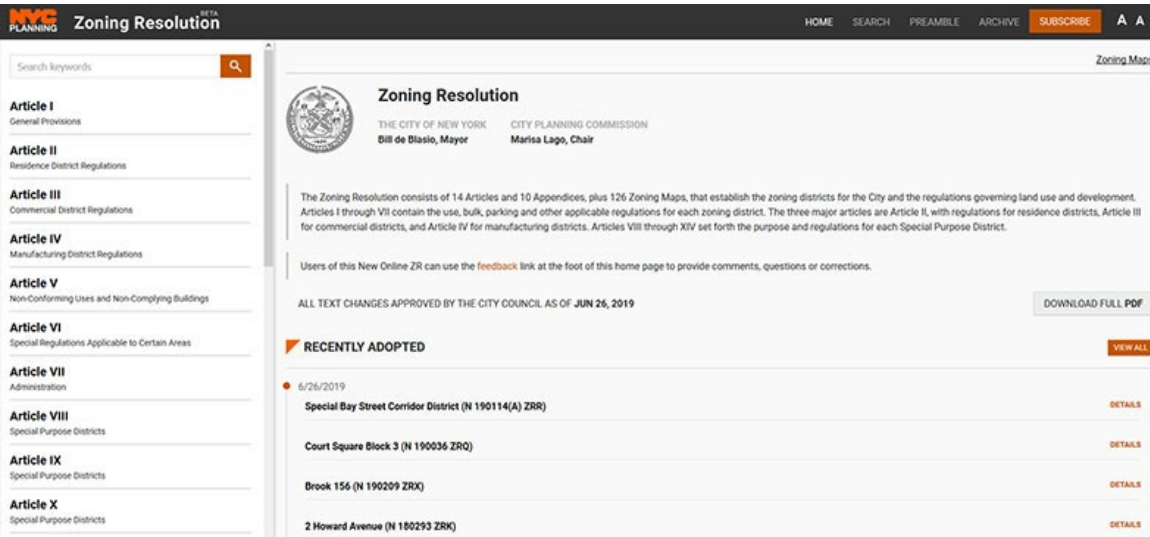 NYC
PLANNING
Zoning Resolution BETA
HOME SEARCH PREAMBLE ARCHIVE SUBSCRIBE A A
Search keywords
Article I
General Provisions
Article II
Residence District Regulations
Article III
Commercial District Regulations
Article IV
Manufacturing District Regulations
Article V
Non-Conforming Uses and Non-Complying Buildings
Article VI
Special Regulations Applicable to Certain Areas
Article VII
Administration
Article VIII
Special Purpose Districts
Article IX
Special Purpose Districts
Article X
Special Purpose Districts
Zoning Maps
Zoning Resolution
THE CITY OF NEW YORK CITY PLANNING COMMISSION
Bill de Blasio, Mayor Marisa Lago, Chair
The Zoning Resolution consists of 14 Articles and 10 Appendices, plus 126 Zoning Maps, that establish the zoning districts for the City and the regulations governing land use and development.
Articles I through VII contain the use, bulk, parking and other applicable regulations for each zoning district. The three major articles are Article II, with regulations for residence districts, Article III
for commercial districts, and Article IV for manufacturing districts. Articles VIII through XIV set forth the purpose and regulations for each Special Purpose District.
Users of this New Online ZR can use the feedback link at the foot of this home page to provide comments, questions or corrections.
ALL TEXT CHANGES APPROVED BY THE CITY COUNCIL AS OF JUN 26, 2019 DOWNLOAD FULL PDF
RECENTLY ADOPTED VIEW ALL
6/26/2019
Special Bay Street Corridor District (N 190114(A) ZRR) DETAILS
Court Square Block 3 (N 190036 ZRQ) DETAILS
Brook 156 (N 190209 ZRX) DETAILS
2 Howard Avenue (N 180293 ZRK) DETAILS